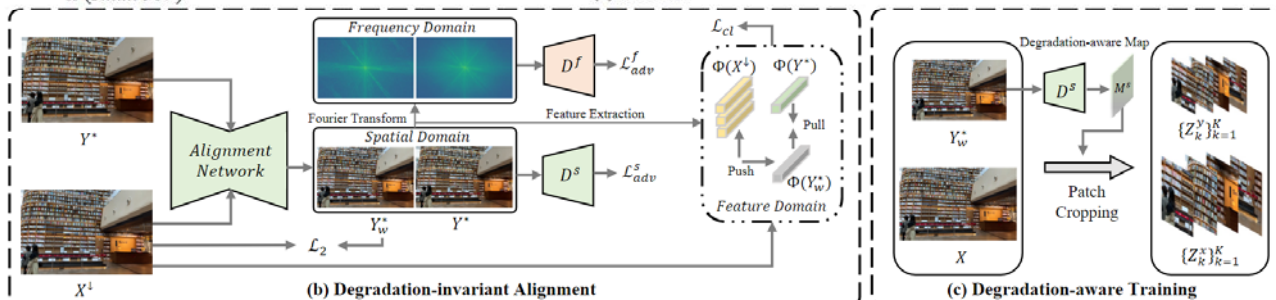 Frequency Domain
D^f
ℒ^f_adv
ℒ_cl
Φ(X^↓)
Φ(Y^*)
Pull
Push
Φ(Y^*_w)
Feature Domain
Y^*
Fourier Transform
Feature Extraction
Spatial Domain
Alignment
Network
D^s
ℒ^s_adv
Y^*_w
Y^*
ℒ_2
X^↓
(b) Degradation-invariant Alignment
Degradation-aware Map
D^s
M^s
Y^*_w
{Z^y_k}^K_{k=1}
Patch
Cropping
X
{Z^x_k}^K_{k=1}
(c) Degradation-aware Training